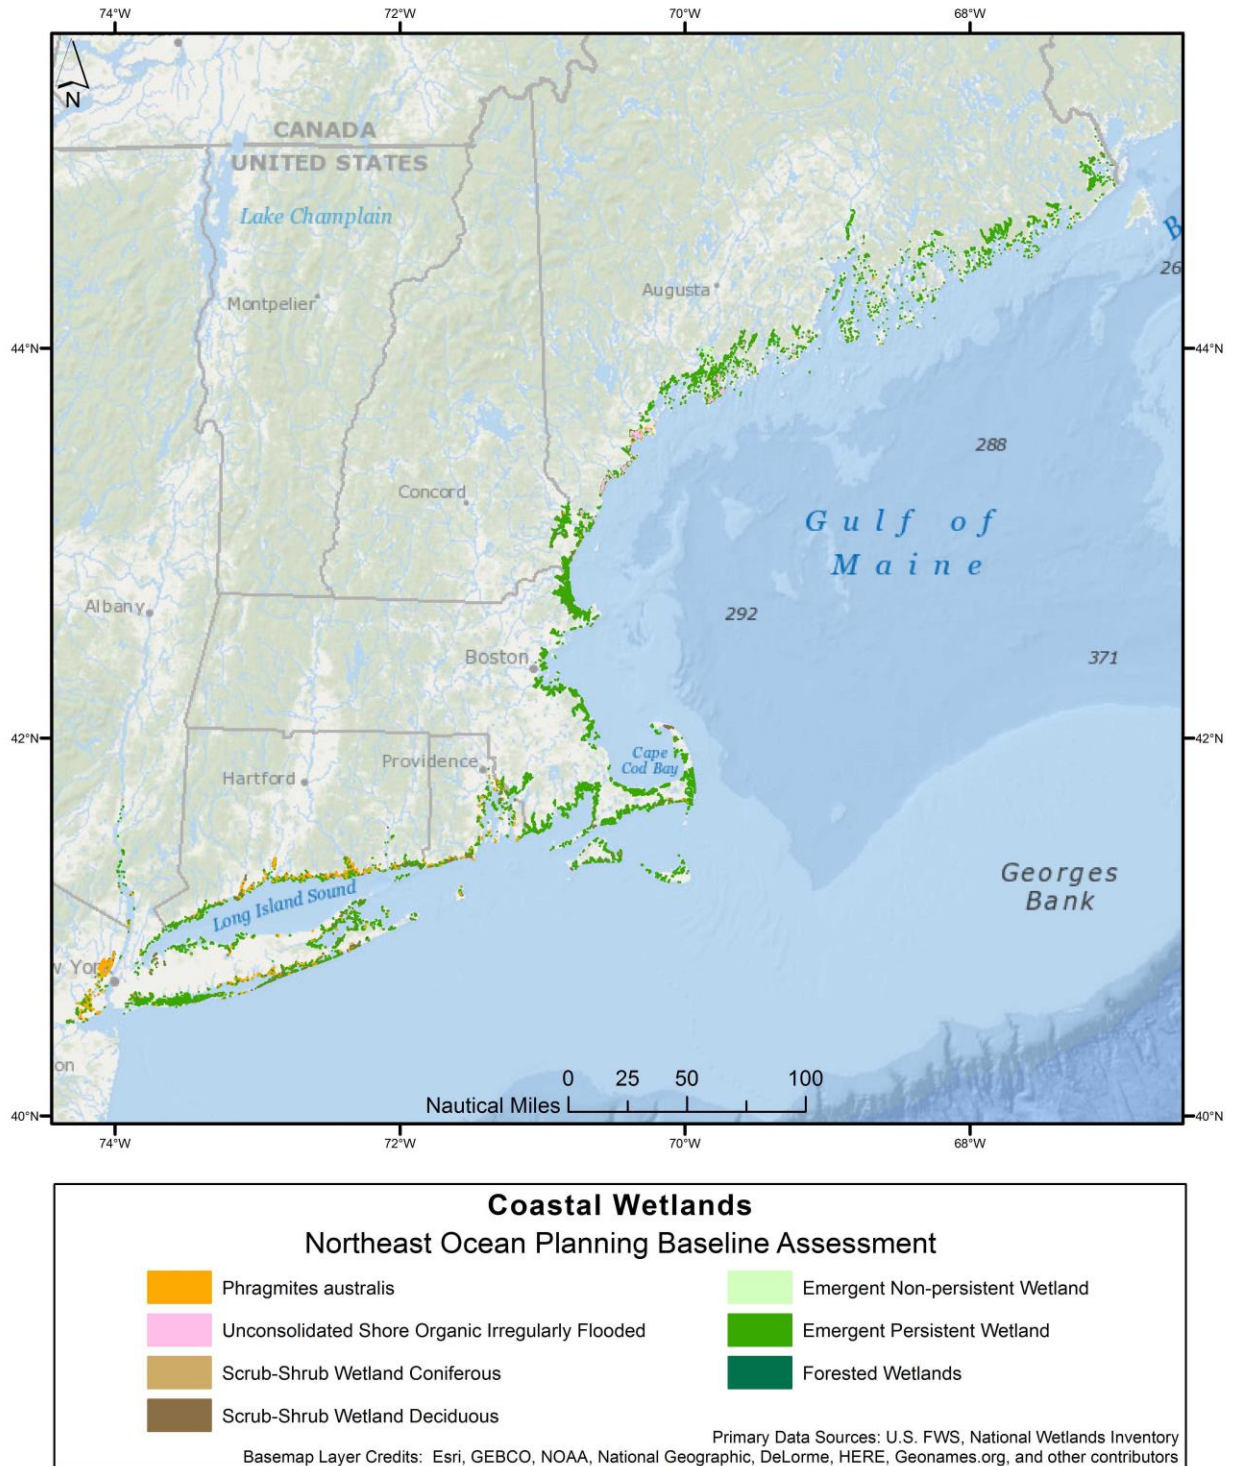 74°W 72°W 70°W 68°W
N
CANADA
UNITED STATES
Lake Champlain
B
26
Montpelier
Augusta
44°N 44°N
288
Concord
Gulf of
Maine
Albany
292
Boston
371
42°N 42°N
Cape
Cod Bay
Providence
Hartford
Georges
Bank
Long Island Sound
w York
on
0 25 50 100
Nautical Miles
40°N 40°N
74°W 72°W 70°W 68°W
Coastal Wetlands
Northeast Ocean Planning Baseline Assessment
Phragmites australis
Unconsolidated Shore Organic Irregularly Flooded
Scrub-Shrub Wetland Coniferous
Scrub-Shrub Wetland Deciduous
Emergent Non-persistent Wetland
Emergent Persistent Wetland
Forested Wetlands
Primary Data Sources: U.S. FWS, National Wetlands Inventory
Basemap Layer Credits: Esri, GEBCO, NOAA, National Geographic, DeLorme, HERE, Geonames.org, and other contributors